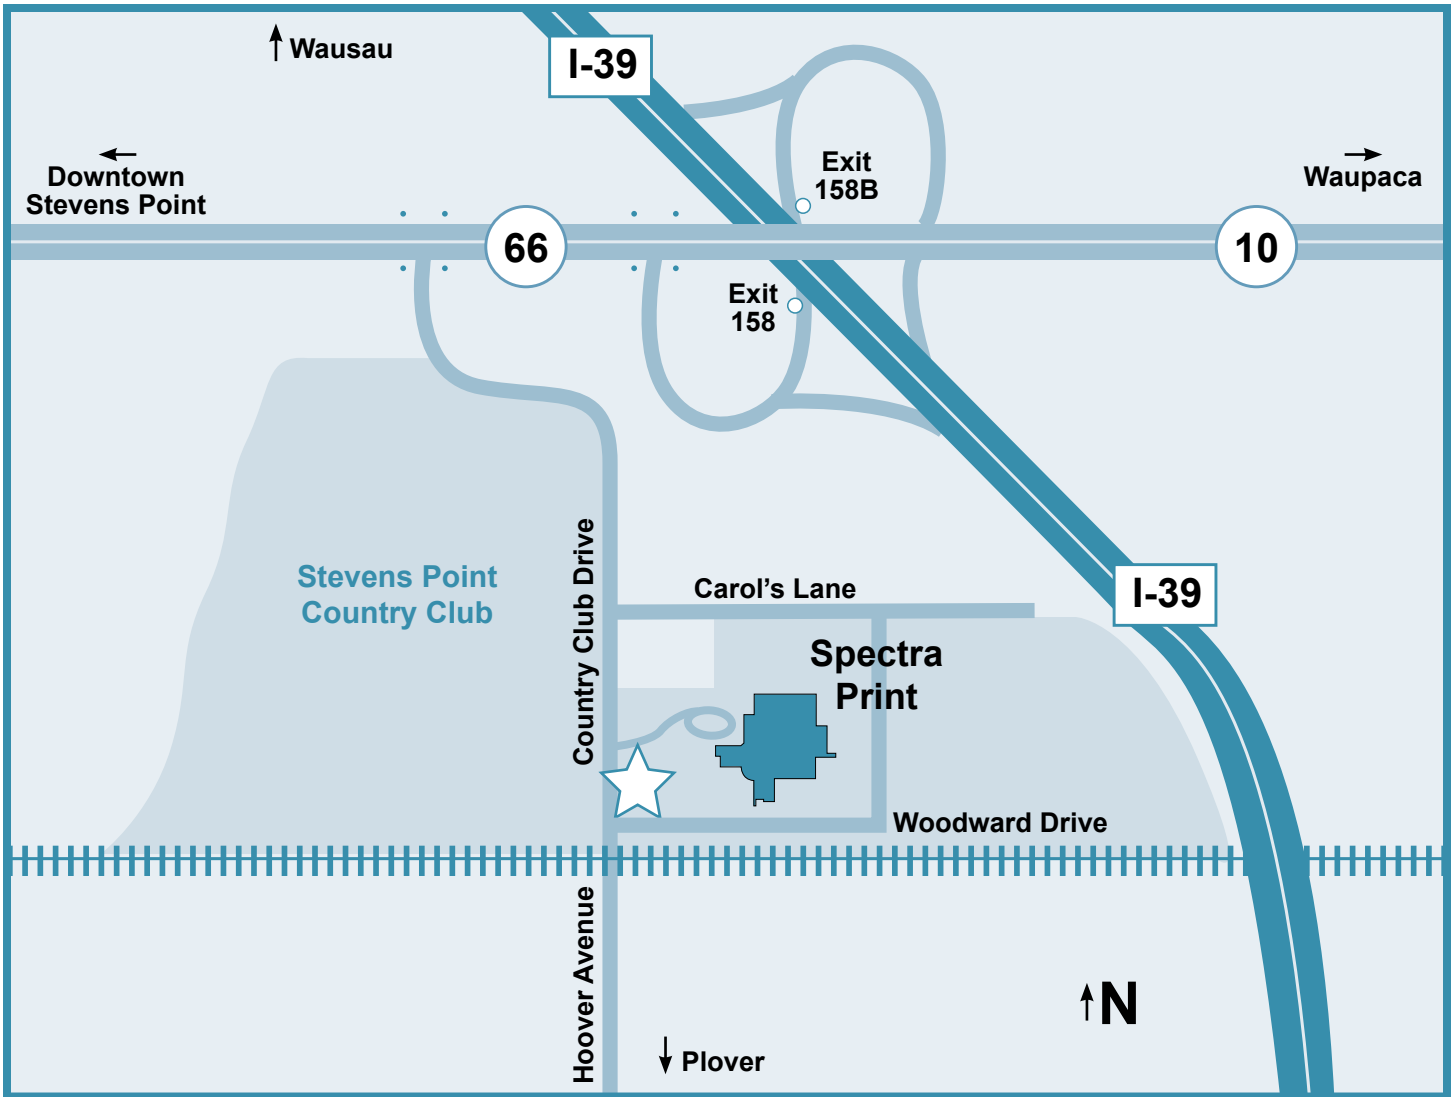 Wausau
I-39
Downtown
Stevens Point
Exit
158B
Waupaca
66
10
Exit
158
Stevens Point
Country Club
Country Club Drive
Carol’s Lane
I-39
Spectra
Print
Woodward Drive
Hoover Avenue
N
Plover